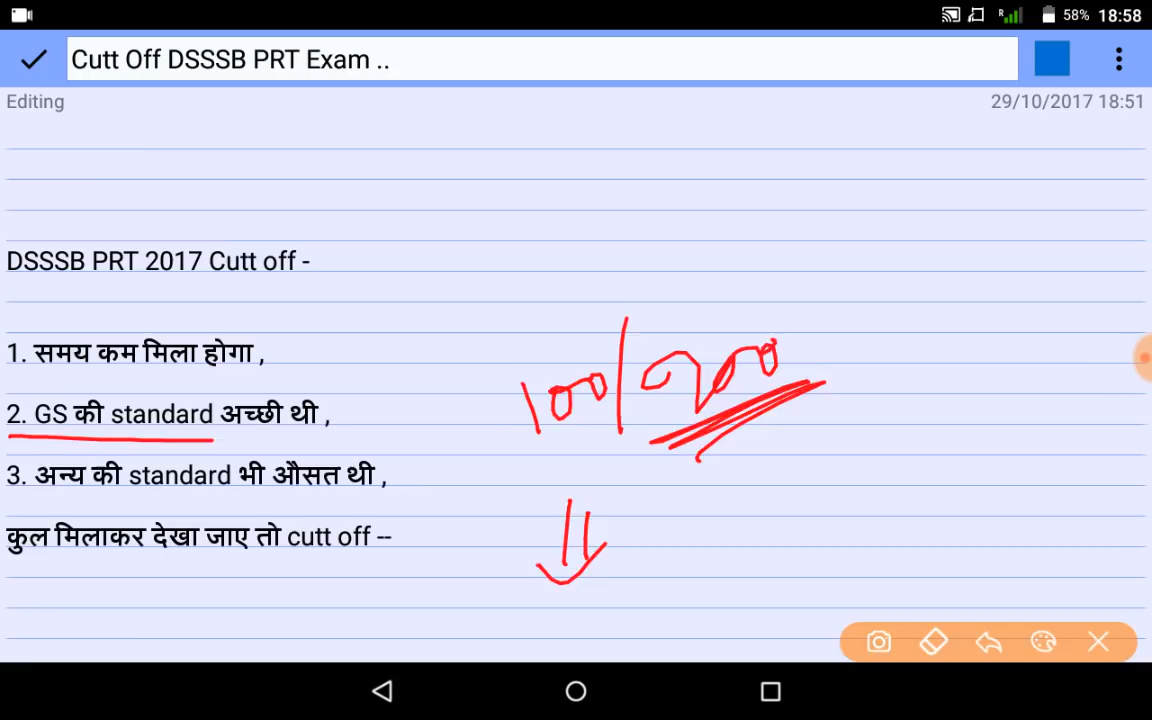 R 58% 18:58
Cutt Off DSSSB PRT Exam ..
Editing 29/10/2017 18:51
DSSSB PRT 2017 Cutt off -
1. समय कम मिला होगा ,
2. GS की standard अच्छी थी ,
100/200
3. अन्य की standard भी औसत थी ,
कुल मिलाकर देखा जाए तो cutt off --